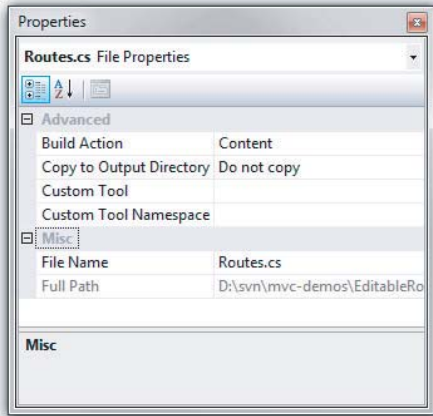 Properties
Routes.cs File Properties
Advanced
Build Action Content
Copy to Output Directory Do not copy
Custom Tool
Custom Tool Namespace
Misc
File Name Routes.cs
Full Path D:\svn\mvc-demos\EditableRo
Misc